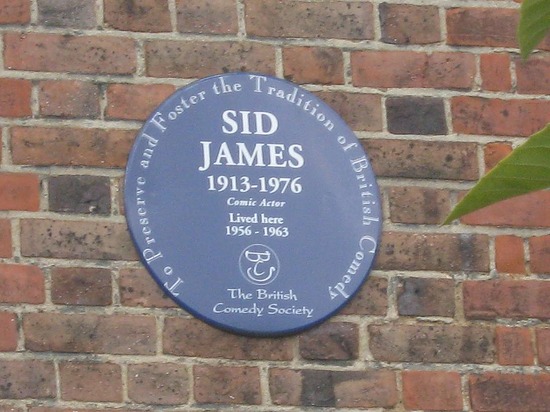 To Preserve and Foster the Tradition of British Comedy
SID
JAMES
1913-1976
Comic Actor
Lived here
1956 - 1963
The British
Comedy Society